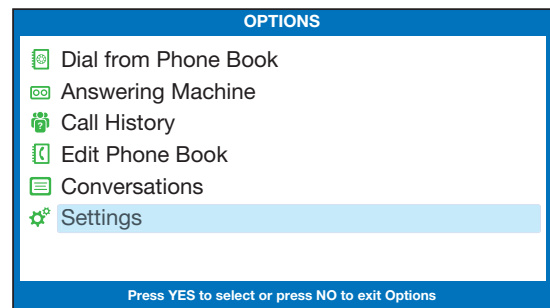 OPTIONS
Dial from Phone Book
Answering Machine
Call History
Edit Phone Book
Conversations
Settings
Press YES to select or press NO to exit Options